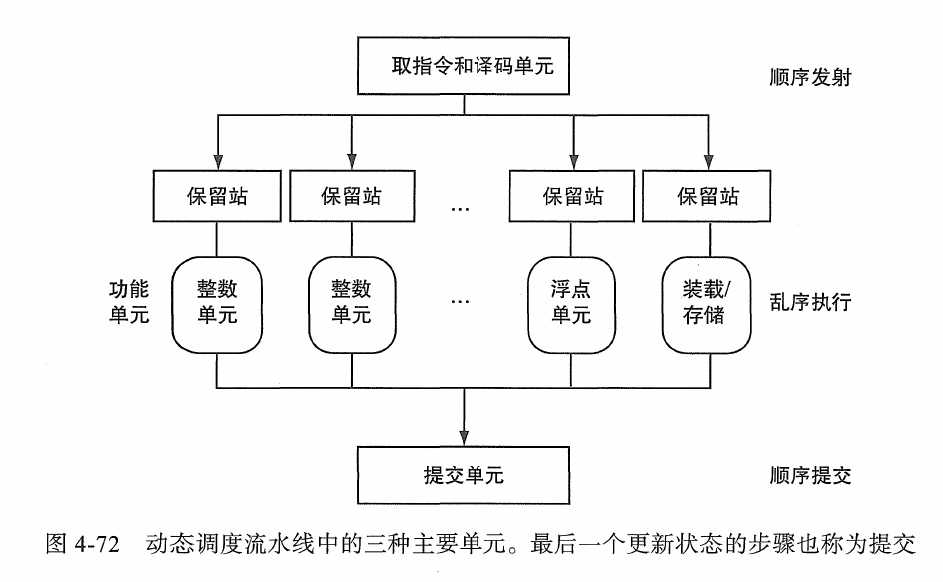 取指令和译码单元
顺序发射
保留站
保留站
...
保留站
保留站
功能
单元
整数
单元
整数
单元
...
浮点
单元
装载/
存储
乱序执行
提交单元
顺序提交
图 4-72 动态调度流水线中的三种主要单元。最后一个更新状态的步骤也称为提交